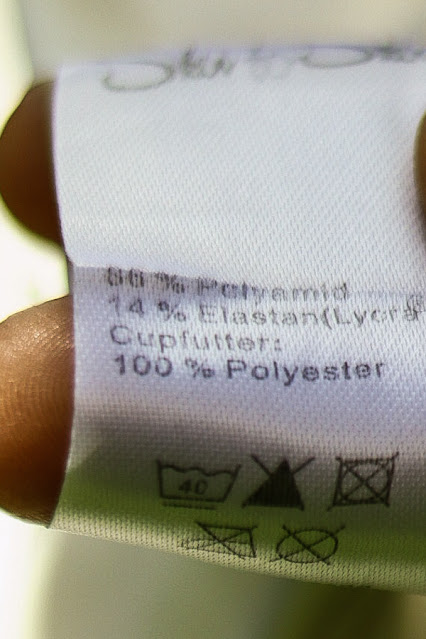 86 % Polyamid
14 % Elastan(Lycra®
Cupfutter:
100 % Polyester
40